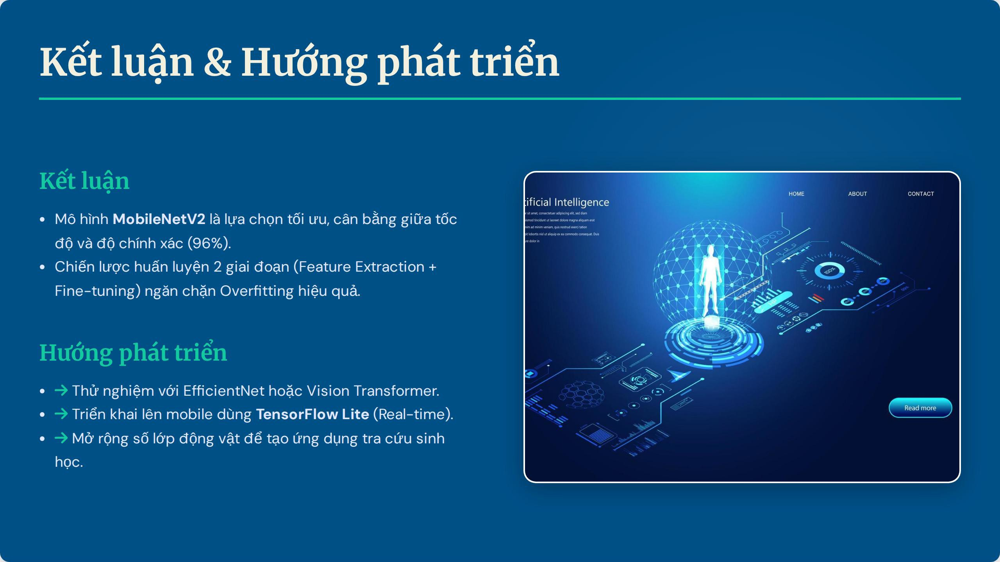 Kết luận & Hướng phát triển
Kết luận
• Mô hình MobileNetV2 là lựa chọn tối ưu, cân bằng giữa tốc
độ và độ chính xác (96%).
• Chiến lược huấn luyện 2 giai đoạn (Feature Extraction +
Fine-tuning) ngăn chặn Overfitting hiệu quả.
Hướng phát triển
• → Thử nghiệm với EfficientNet hoặc Vision Transformer.
• → Triển khai lên mobile dùng TensorFlow Lite (Real-time).
• → Mở rộng số lớp động vật để tạo ứng dụng tra cứu sinh
học.
HOME ABOUT CONTACT
tificial Intelligence
r sit amet, consectetuer adipiscing elit, sed diam
ismod tincidunt ut laoreet dolore magna aliquam erat
nim ad minim veniam, quis nostrud exerci tation
pit lobortis nisl ut aliquip ex ea commodo consequat. Duis
ure dolor in
100%
HP
99%
Read more